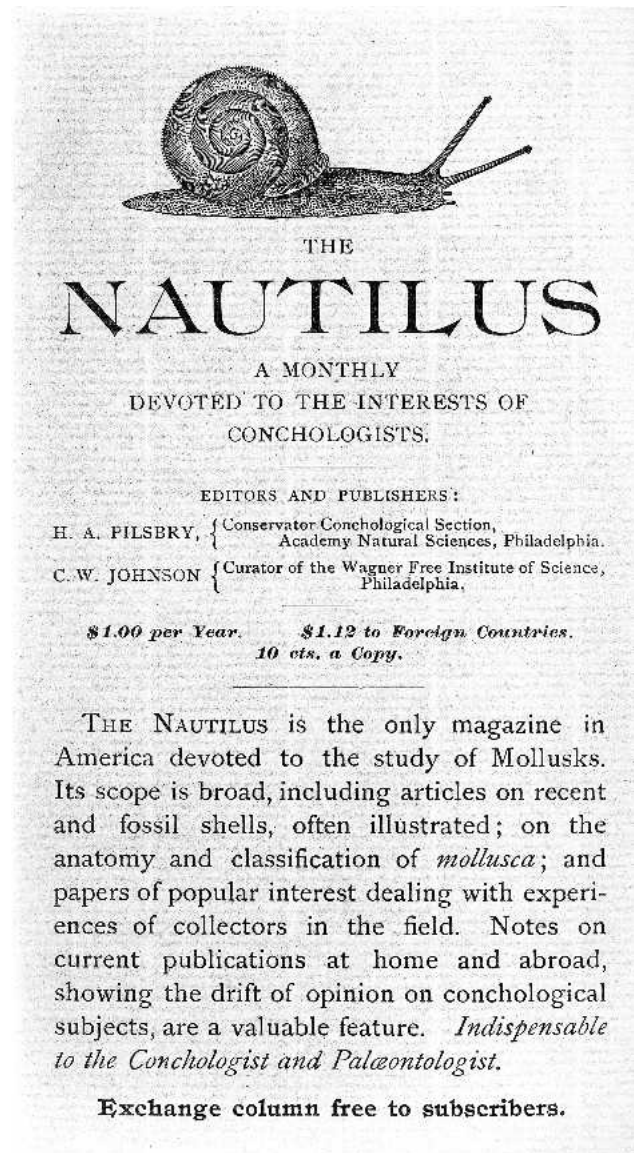 THE
NAUTILUS
A MONTHLY
DEVOTED TO THE INTERESTS OF
CONCHOLOGISTS.
EDITORS AND PUBLISHERS:
H. A. PILSBRY, { Conservator Conchological Section,
Academy Natural Sciences, Philadelphia.
C. W. JOHNSON { Curator of the Wagner Free Institute of Science,
Philadelphia.
$1.00 per Year. $1.12 to Foreign Countries.
10 cts. a Copy.
THE NAUTILUS is the only magazine in
America devoted to the study of Mollusks.
Its scope is broad, including articles on recent
and fossil shells, often illustrated; on the
anatomy and classification of mollusca; and
papers of popular interest dealing with experi-
ences of collectors in the field. Notes on
current publications at home and abroad,
showing the drift of opinion on conchological
subjects, are a valuable feature. Indispensable
to the Conchologist and Palæontologist.
Exchange column free to subscribers.